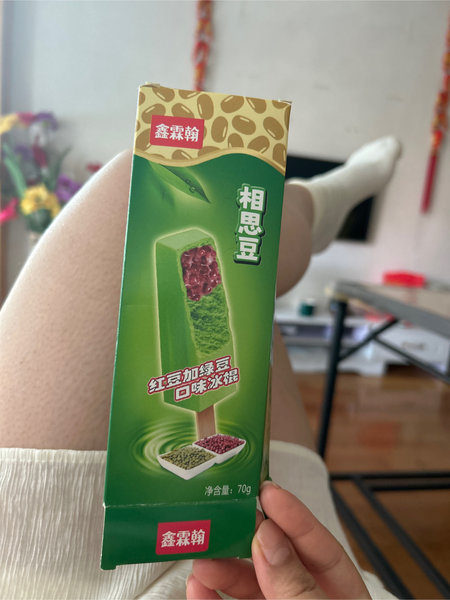 鑫霖翰
相思豆
红豆加绿豆
口味冰棍
净含量：70g
鑫霖翰